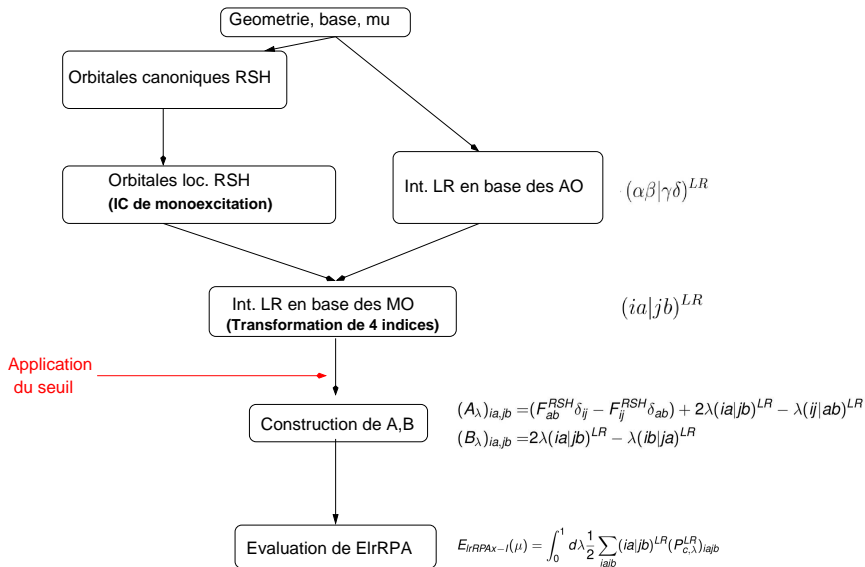 Geometrie, base, mu
Orbitales canoniques RSH
Orbitales loc. RSH
(IC de monoexcitation)
Int. LR en base des AO
(αβ|γδ)^{LR}
Int. LR en base des MO
(Transformation de 4 indices)
(ia|jb)^{LR}
Application
du seuil
Construction de A,B
(A_λ)_{ia,jb} =(F_{ab}^{RSH}δ_{ij} − F_{ij}^{RSH}δ_{ab}) + 2λ(ia|jb)^{LR} − λ(ij|ab)^{LR}
(B_λ)_{ia,jb} =2λ(ia|jb)^{LR} − λ(ib|ja)^{LR}
Evaluation de ElrRPA
E_{lrRPAx−I}(μ) = ∫_0^1 dλ \frac{1}{2} ∑_{iajb} (ia|jb)^{LR}(P_{c,λ}^{LR})_{iajb}